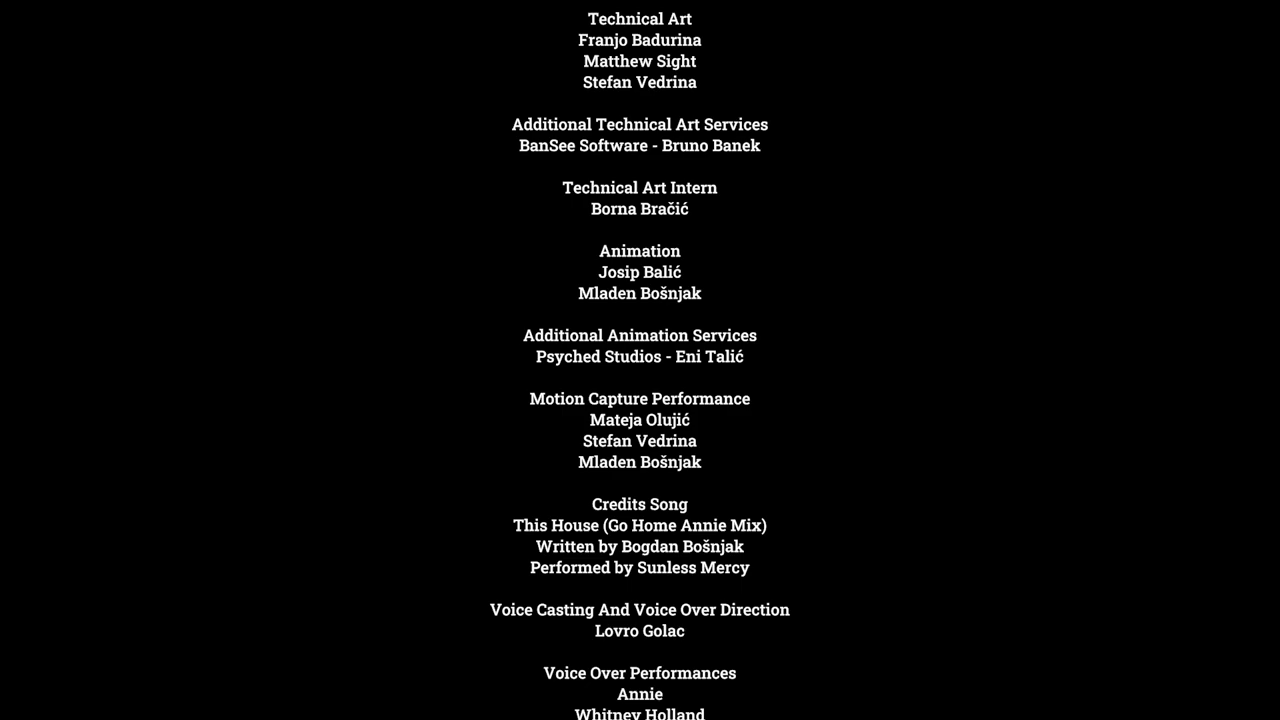 Technical Art
Franjo Badurina
Matthew Sight
Stefan Vedrina
Additional Technical Art Services
BanSee Software - Bruno Banek
Technical Art Intern
Borna Bračić
Animation
Josip Balić
Mladen Bošnjak
Additional Animation Services
Psyched Studios - Eni Talić
Motion Capture Performance
Mateja Olujić
Stefan Vedrina
Mladen Bošnjak
Credits Song
This House (Go Home Annie Mix)
Written by Bogdan Bošnjak
Performed by Sunless Mercy
Voice Casting And Voice Over Direction
Lovro Golac
Voice Over Performances
Annie
Whitney Holland